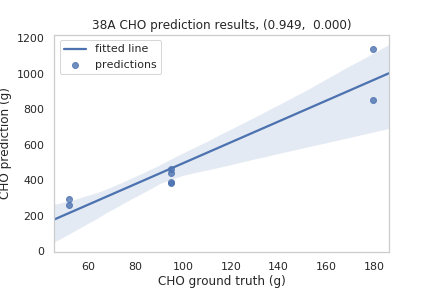 38A CHO prediction results, (0.949,  0.000)
fitted line
predictions
1200
1000
800
600
400
200
0
CHO prediction (g)
60 80 100 120 140 160 180
CHO ground truth (g)